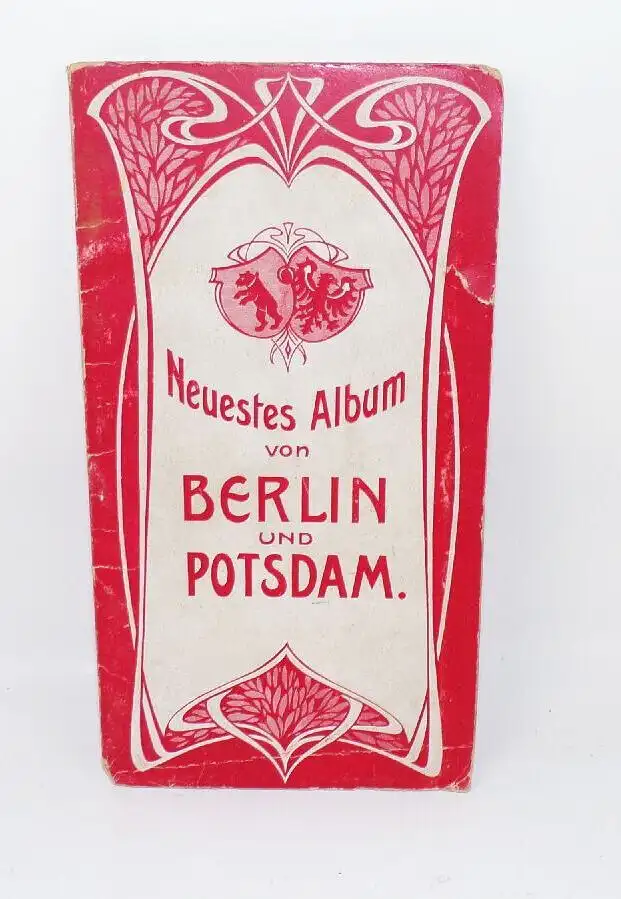 Neuestes Album
von
BERLIN
UND
POTSDAM.